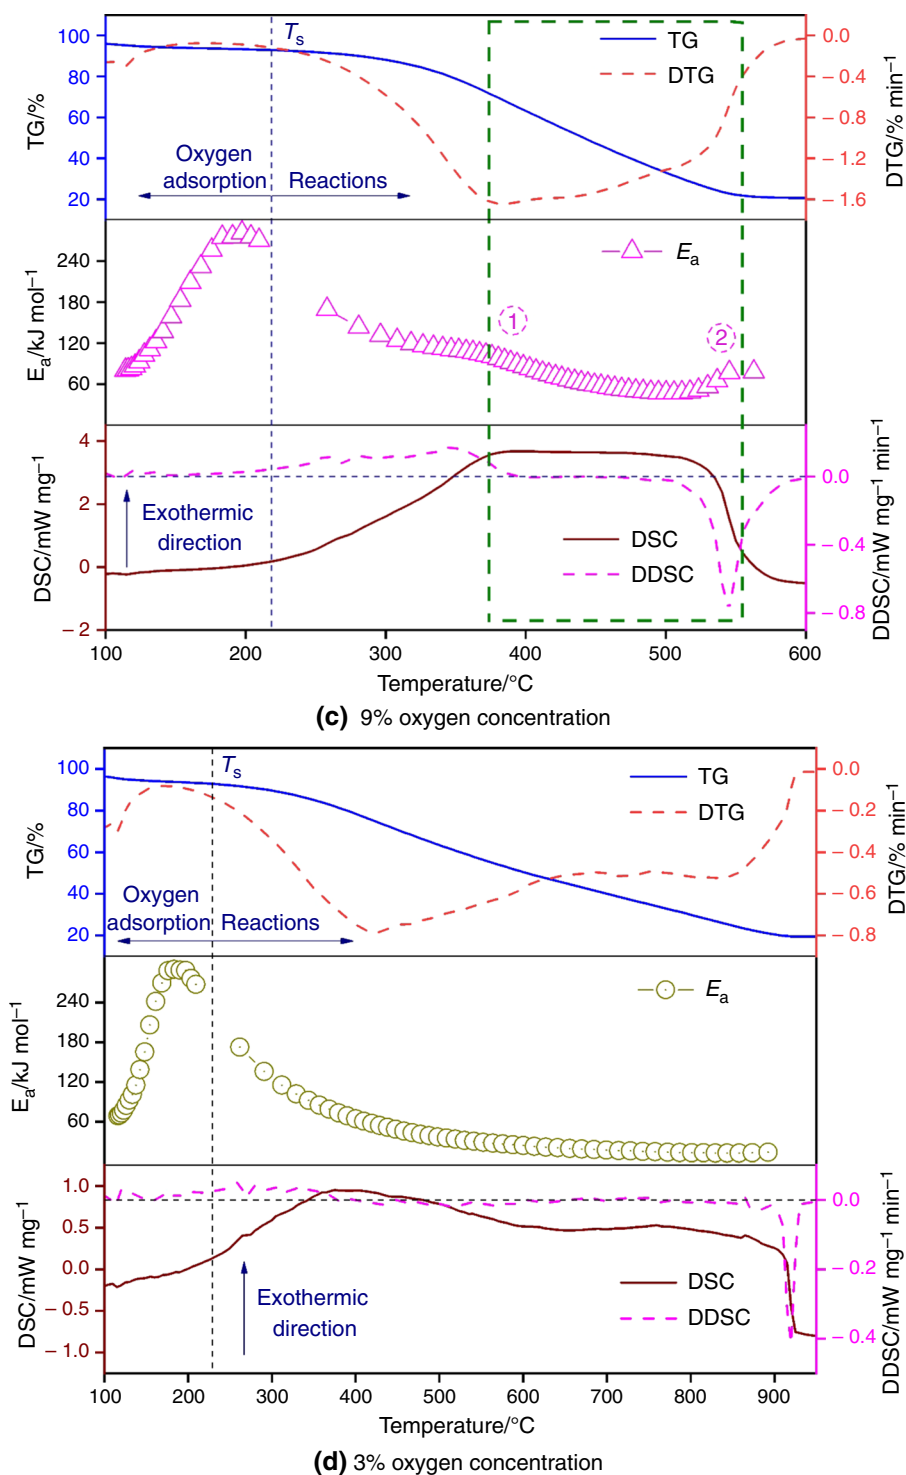 100
80
60
40
20
TG/%
Tₛ
TG
DTG
0.0
−0.4
−0.8
−1.2
−1.6
DTG/% min⁻¹
Oxygen
adsorption
Reactions
240
180
120
60
Eₐ/kJ mol⁻¹
Eₐ
1
2
4
2
0
−2
DSC/mW mg⁻¹
Exothermic
direction
DSC
DDSC
0.0
−0.4
−0.8
DDSC/mW mg⁻¹ min)
100 200 300 400 500 600
Temperature/°C
(c) 9% oxygen concentration
100
80
60
40
20
TG/%
Tₛ
TG
DTG
0.0
−0.2
−0.4
−0.6
−0.8
DTG/% min⁻¹
Oxygen
adsorption
Reactions
240
180
120
60
Eₐ/kJ mol⁻¹
Eₐ
1.0
0.5
0.0
−0.5
−1.0
DSC/mW mg⁻¹
Exothermic
direction
DSC
DDSC
0.0
−0.2
−0.4
DDSC/mW mg⁻¹ min)
100 200 300 400 500 600 700 800 900
Temperature/°C
(d) 3% oxygen concentration